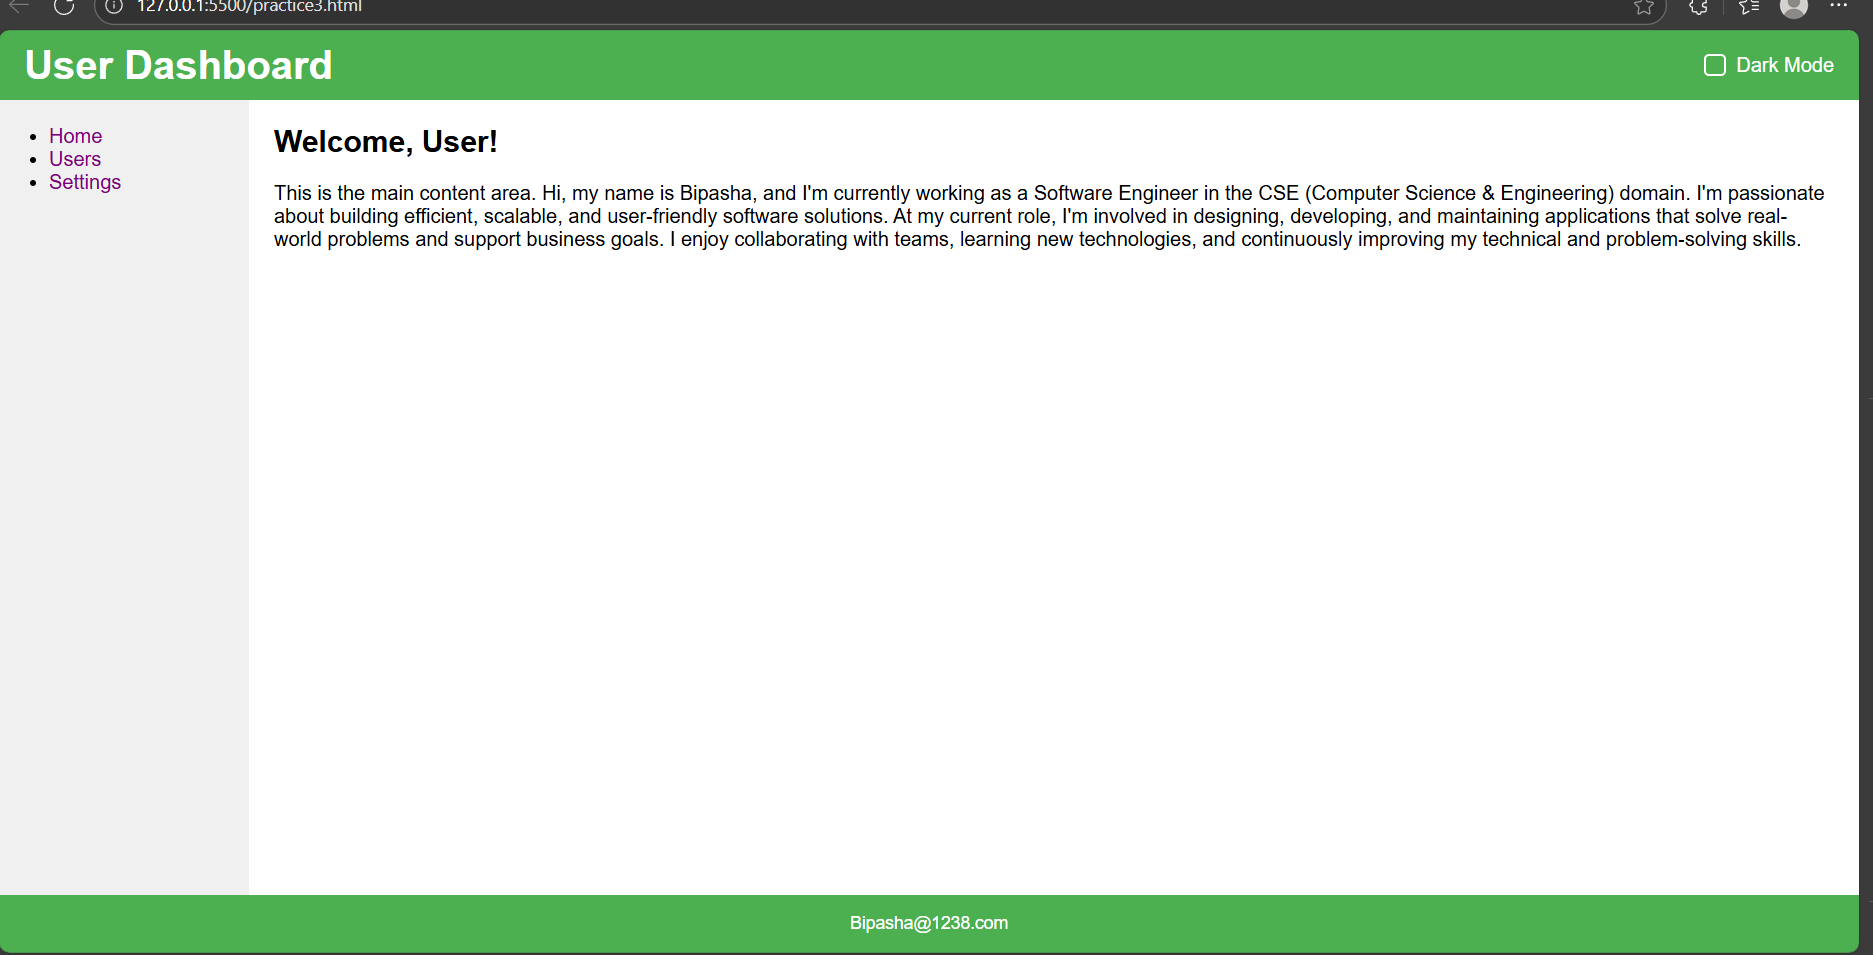 127.0.0.1:5500/practice3.html
User Dashboard
Dark Mode
Home
Users
Settings
Welcome, User!
This is the main content area. Hi, my name is Bipasha, and I'm currently working as a Software Engineer in the CSE (Computer Science & Engineering) domain. I'm passionate
about building efficient, scalable, and user-friendly software solutions. At my current role, I'm involved in designing, developing, and maintaining applications that solve real-
world problems and support business goals. I enjoy collaborating with teams, learning new technologies, and continuously improving my technical and problem-solving skills.
Bipasha@1238.com